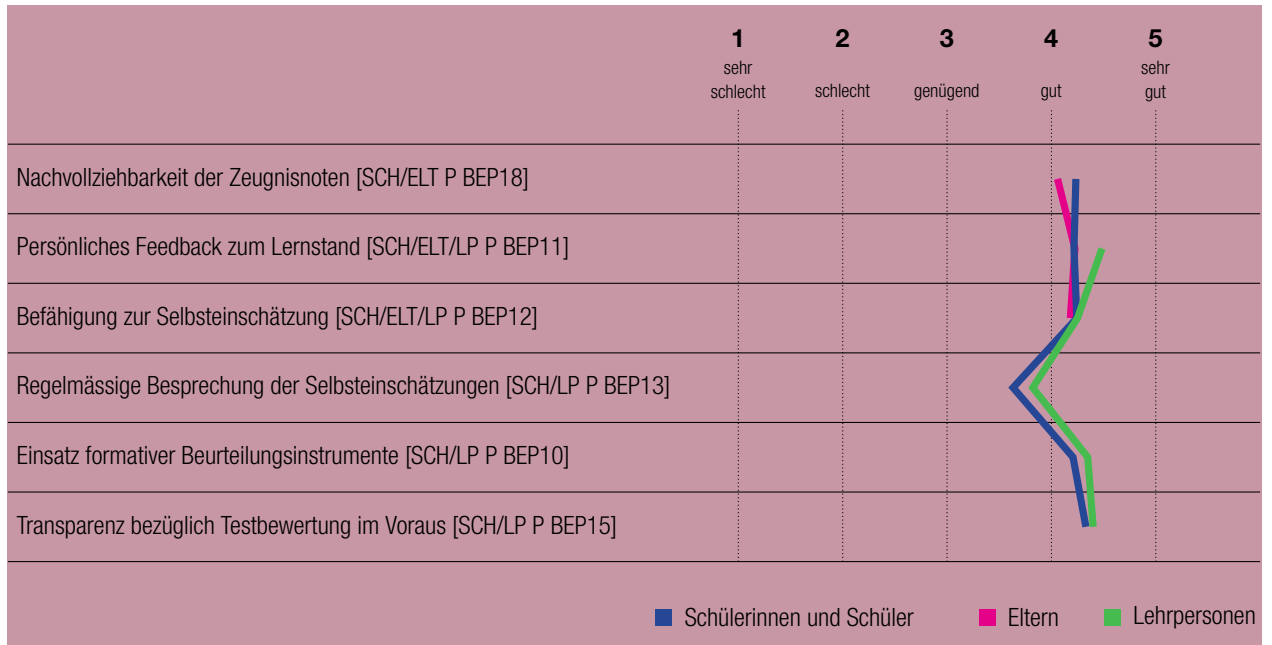 1 2 3 4 5
sehr schlecht schlecht genügend gut sehr gut
Nachvollziehbarkeit der Zeugnisnoten [SCH/ELT P BEP18]
Persönliches Feedback zum Lernstand [SCH/ELT/LP P BEP11]
Befähigung zur Selbsteinschätzung [SCH/ELT/LP P BEP12]
Regelmässige Besprechung der Selbsteinschätzungen [SCH/LP P BEP13]
Einsatz formativer Beurteilungsinstrumente [SCH/LP P BEP10]
Transparenz bezüglich Testbewertung im Voraus [SCH/LP P BEP15]
Schülerinnen und Schüler Eltern Lehrpersonen